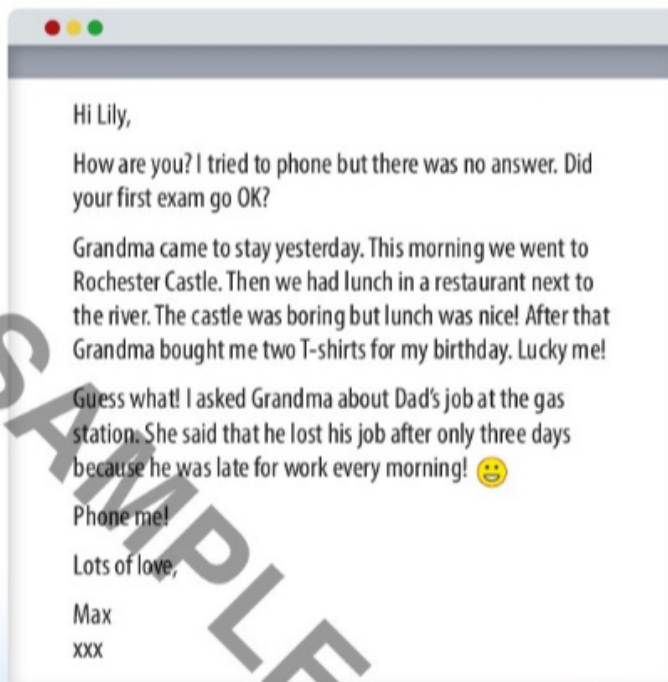 Hi Lily,
How are you? I tried to phone but there was no answer. Did
your first exam go OK?
Grandma came to stay yesterday. This morning we went to
Rochester Castle. Then we had lunch in a restaurant next to
the river. The castle was boring but lunch was nice! After that
Grandma bought me two T-shirts for my birthday. Lucky me!
Guess what! I asked Grandma about Dad's job at the gas
station. She said that he lost his job after only three days
because he was late for work every morning!
Phone me!
Lots of love,
Max
xxx
SAMPLE